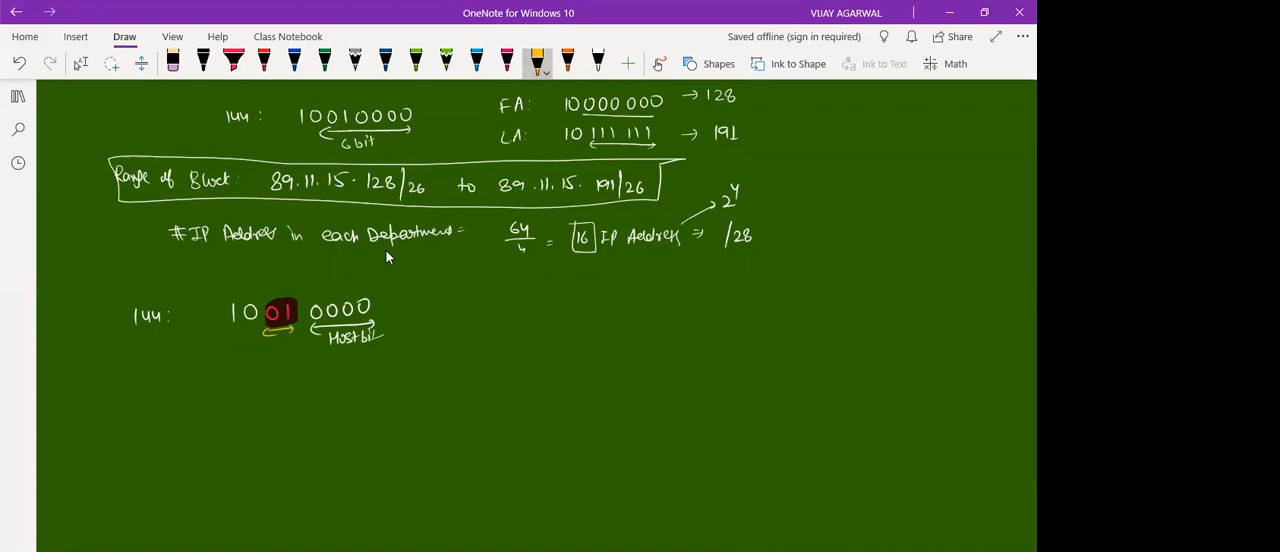 OneNote for Windows 10
VIJAY AGARWAL
Home Insert Draw View Help Class Notebook
Saved offline (sign in required) Share
Shapes Ink to Shape Ink to Text Math
144: 10010000
6 bit
FA: 10 000 000 → 128
LA: 10 111 111 → 191
Range of Block: 89.11.15.128/26 to 89.11.15.191/26
2^4
#IP Address in each Department = 64/4 = 16 IP Address ⇒ /28
144: 10 01 0000
Host bit